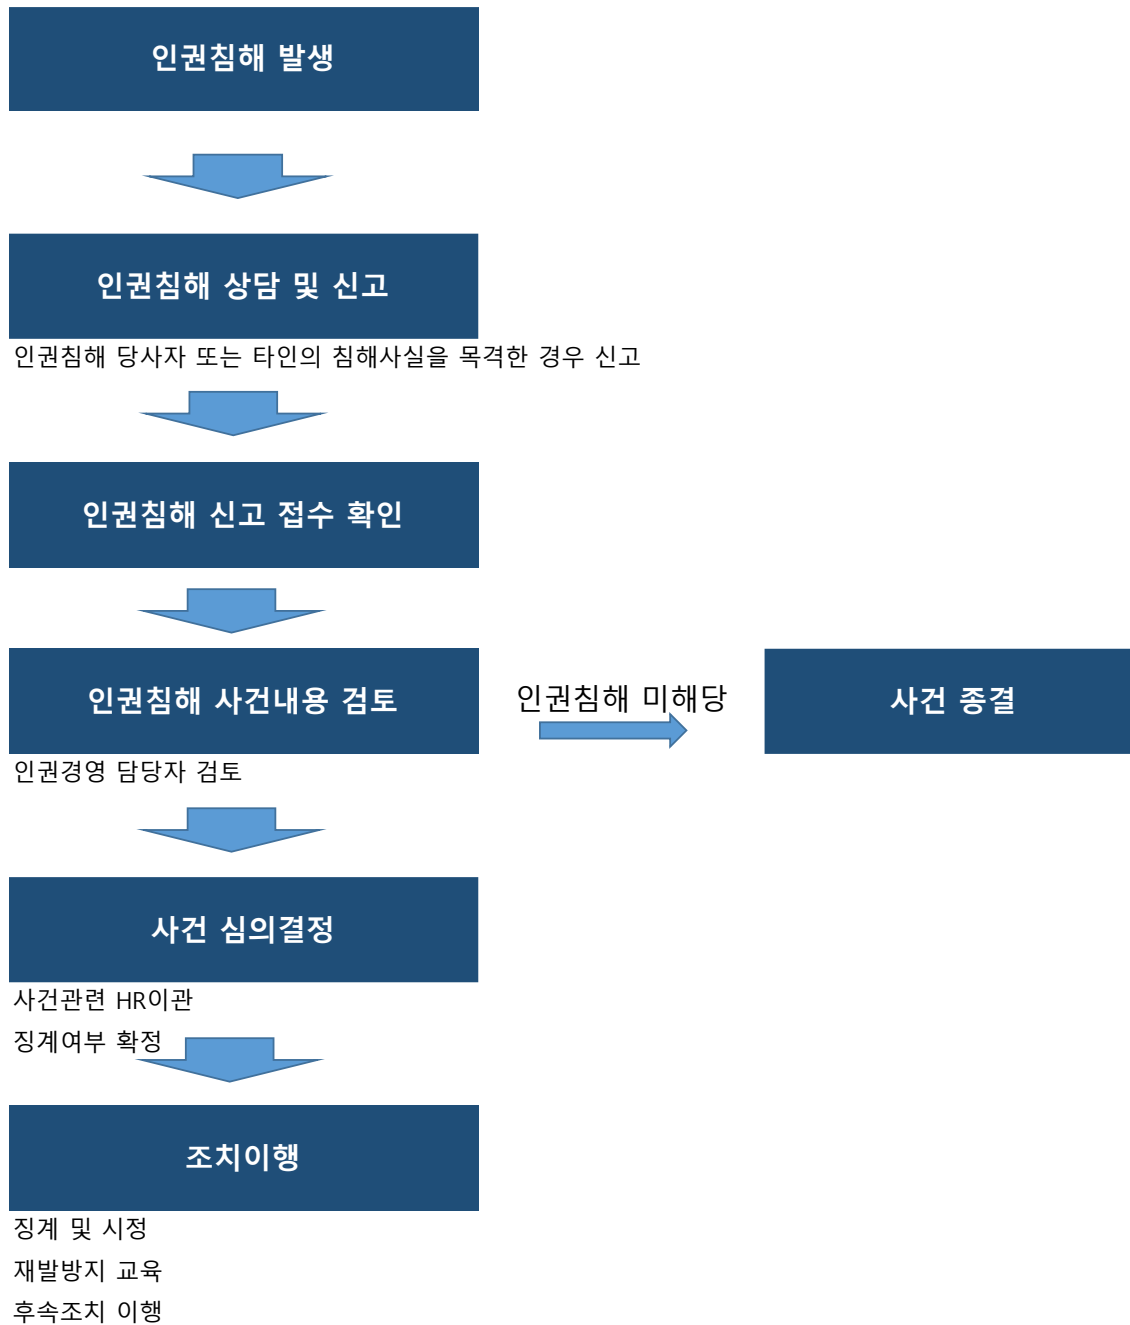 인권침해 발생
인권침해 상담 및 신고
인권침해 당사자 또는 타인의 침해사실을 목격한 경우 신고
인권침해 신고 접수 확인
인권침해 사건내용 검토
인권침해 미해당
사건 종결
인권경영 담당자 검토
사건 심의결정
사건관련 HR이관
징계여부 확정
조치이행
징계 및 시정
재발방지 교육
후속조치 이행